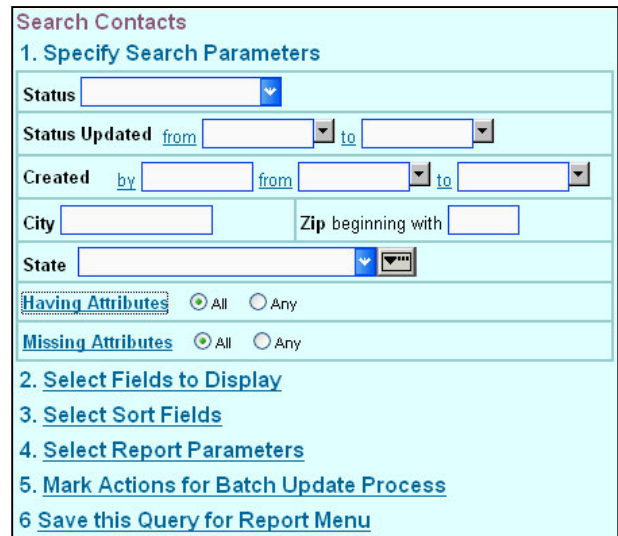 Search Contacts
1. Specify Search Parameters
Status
Status Updated from to
Created by from to
City Zip beginning with
State
Having Attributes All Any
Missing Attributes All Any
2. Select Fields to Display
3. Select Sort Fields
4. Select Report Parameters
5. Mark Actions for Batch Update Process
6 Save this Query for Report Menu